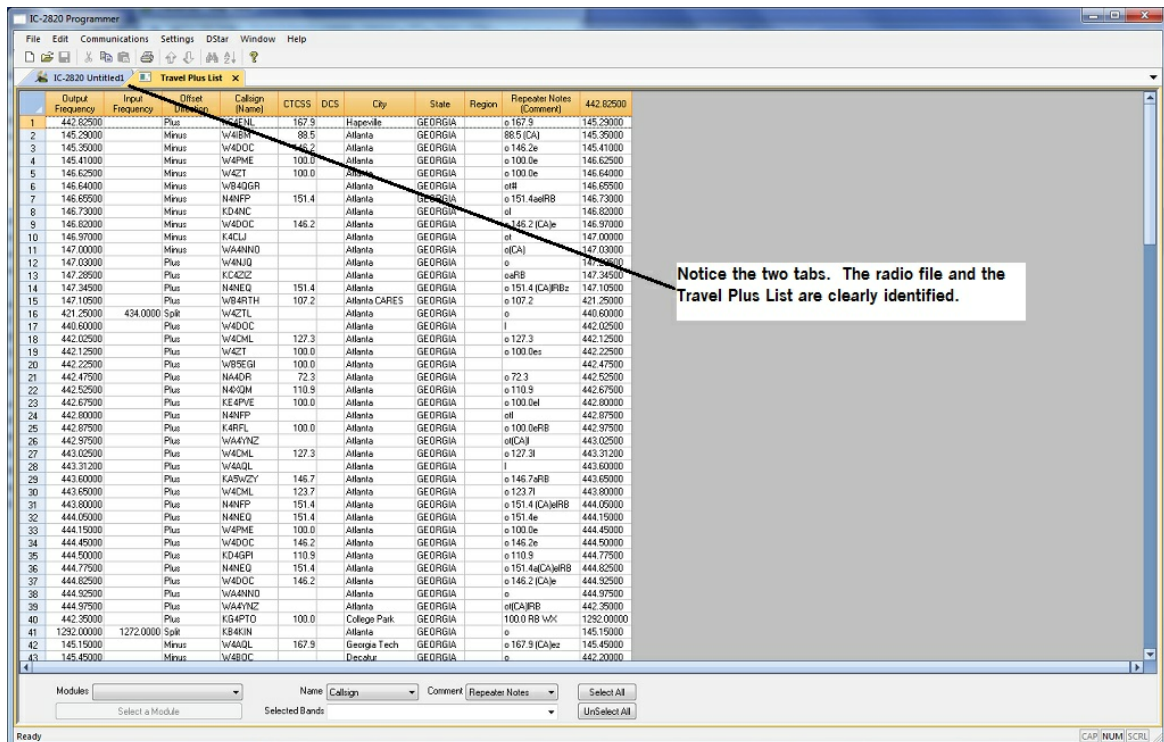 IC-2820 Programmer
File Edit Communications Settings DStar Window Help
IC-2820 Untitled1 Travel Plus List X
Output Frequency Input Frequency Offset Direction Callsign (Name) CTCSS DCS City State Region Repeater Notes (Comment) 442.82500
1 442.82500 Plus Hapeville GEORGIA o 167.9 145.29000
2 145.29000 Minus W4IBM 88.5 Atlanta GEORGIA 88.5 (CA) 145.35000
3 145.35000 Minus W4DOC 146.2 Atlanta GEORGIA o 146.2e 145.41000
4 145.41000 Minus W4PME 100.0 Atlanta GEORGIA o 100.0e 146.62500
5 146.62500 Minus W4ZT 100.0 Atlanta GEORGIA o 100.0e 146.64000
6 146.64000 Minus WB4QGR Atlanta GEORGIA ot# 146.65500
7 146.65500 Minus N4NFP 151.4 Atlanta GEORGIA o 151.4aelRB 146.73000
8 146.73000 Minus KD4NC Atlanta GEORGIA ol 146.82000
9 146.82000 Minus W4DOC 146.2 Atlanta GEORGIA o 146.2 (CA)e 146.97000
10 146.97000 Minus K4CLJ Atlanta GEORGIA ot 147.00000
11 147.00000 Minus WA4NNO Atlanta GEORGIA o(CA) 147.03000
12 147.03000 Plus W4NJQ Atlanta GEORGIA o 147.28500
13 147.28500 Plus KC4ZIZ Atlanta GEORGIA oaRB 147.34500
14 147.34500 Plus N4NEQ 151.4 Atlanta GEORGIA o 151.4 (CA)lRBz 147.10500
15 147.10500 Plus WB4RTH 107.2 Atlanta CARES GEORGIA o 107.2 421.25000
16 421.25000 434.0000 Split W4ZTL Atlanta GEORGIA o 440.60000
17 440.60000 Plus W4DOC Atlanta GEORGIA l 442.02500
18 442.02500 Plus W4CML 127.3 Atlanta GEORGIA o 127.3 442.12500
19 442.12500 Plus W4ZT 100.0 Atlanta GEORGIA o 100.0es 442.22500
20 442.22500 Plus WB5EGI 100.0 Atlanta GEORGIA 442.47500
21 442.47500 Plus NA4DR 72.3 Atlanta GEORGIA o 72.3 442.52500
22 442.52500 Plus N4XQM 110.9 Atlanta GEORGIA o 110.9 442.67500
23 442.67500 Plus KE4PVE 100.0 Atlanta GEORGIA o 100.0el 442.80000
24 442.80000 Plus N4NFP Atlanta GEORGIA otl 442.87500
25 442.87500 Plus K4RFL 100.0 Atlanta GEORGIA o 100.0eRB 442.97500
26 442.97500 Plus WA4YNZ Atlanta GEORGIA ot(CA)l 443.02500
27 443.02500 Plus W4CML 127.3 Atlanta GEORGIA o 127.3l 443.31200
28 443.31200 Plus W4AQL Atlanta GEORGIA l 443.60000
29 443.60000 Plus KA5WZY 146.7 Atlanta GEORGIA o 146.7aRB 443.65000
30 443.65000 Plus W4CML 123.7 Atlanta GEORGIA o 123.7l 443.80000
31 443.80000 Plus N4NFP 151.4 Atlanta GEORGIA o 151.4 (CA)elRB 444.05000
32 444.05000 Plus N4NEQ 151.4 Atlanta GEORGIA o 151.4e 444.15000
33 444.15000 Plus W4PME 100.0 Atlanta GEORGIA o 100.0e 444.45000
34 444.45000 Plus W4DOC 146.2 Atlanta GEORGIA o 146.2e 444.50000
35 444.50000 Plus KD4GPI 110.9 Atlanta GEORGIA o 110.9 444.77500
36 444.77500 Plus N4NEQ 151.4 Atlanta GEORGIA o 151.4a(CA)elRB 444.82500
37 444.82500 Plus W4DOC 146.2 Atlanta GEORGIA o 146.2 (CA)e 444.92500
38 444.92500 Plus WA4NNO Atlanta GEORGIA o 444.97500
39 444.97500 Plus WA4YNZ Atlanta GEORGIA ot(CA)lRB 442.35000
40 442.35000 Plus KG4PTO 100.0 College Park GEORGIA 100.0 RB WX 1292.00000
41 1292.00000 1272.0000 Split KB4KIN Atlanta GEORGIA o 145.15000
42 145.15000 Minus W4AQL 167.9 Georgia Tech GEORGIA o 167.9 (CA)ez 145.45000
43 145.45000 Minus W4BOC Decatur GEORGIA o 442.20000
Notice the two tabs. The radio file and the
Travel Plus List are clearly identified.
Modules Name Callsign Comment Repeater Notes Select All
Select a Module Selected Bands UnSelect All
Ready CAP NUM SCRL